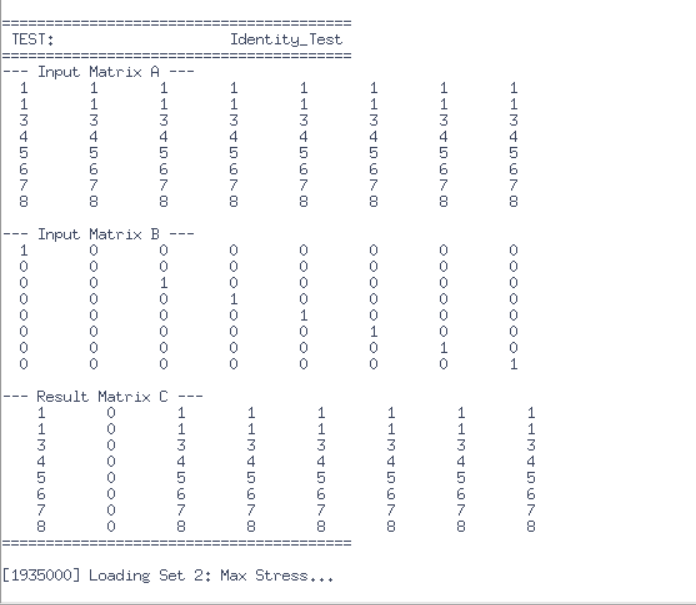 ========================================
TEST:                    Identity_Test
========================================
--- Input Matrix A ---
1 1 1 1 1 1 1 1
1 1 1 1 1 1 1 1
3 3 3 3 3 3 3 3
4 4 4 4 4 4 4 4
5 5 5 5 5 5 5 5
6 6 6 6 6 6 6 6
7 7 7 7 7 7 7 7
8 8 8 8 8 8 8 8
--- Input Matrix B ---
1 0 0 0 0 0 0 0
0 0 0 0 0 0 0 0
0 0 1 0 0 0 0 0
0 0 0 1 0 0 0 0
0 0 0 0 1 0 0 0
0 0 0 0 0 1 0 0
0 0 0 0 0 0 1 0
0 0 0 0 0 0 0 1
--- Result Matrix C ---
1 0 1 1 1 1 1 1
1 0 1 1 1 1 1 1
3 0 3 3 3 3 3 3
4 0 4 4 4 4 4 4
5 0 5 5 5 5 5 5
6 0 6 6 6 6 6 6
7 0 7 7 7 7 7 7
8 0 8 8 8 8 8 8
========================================
[1935000] Loading Set 2: Max Stress...